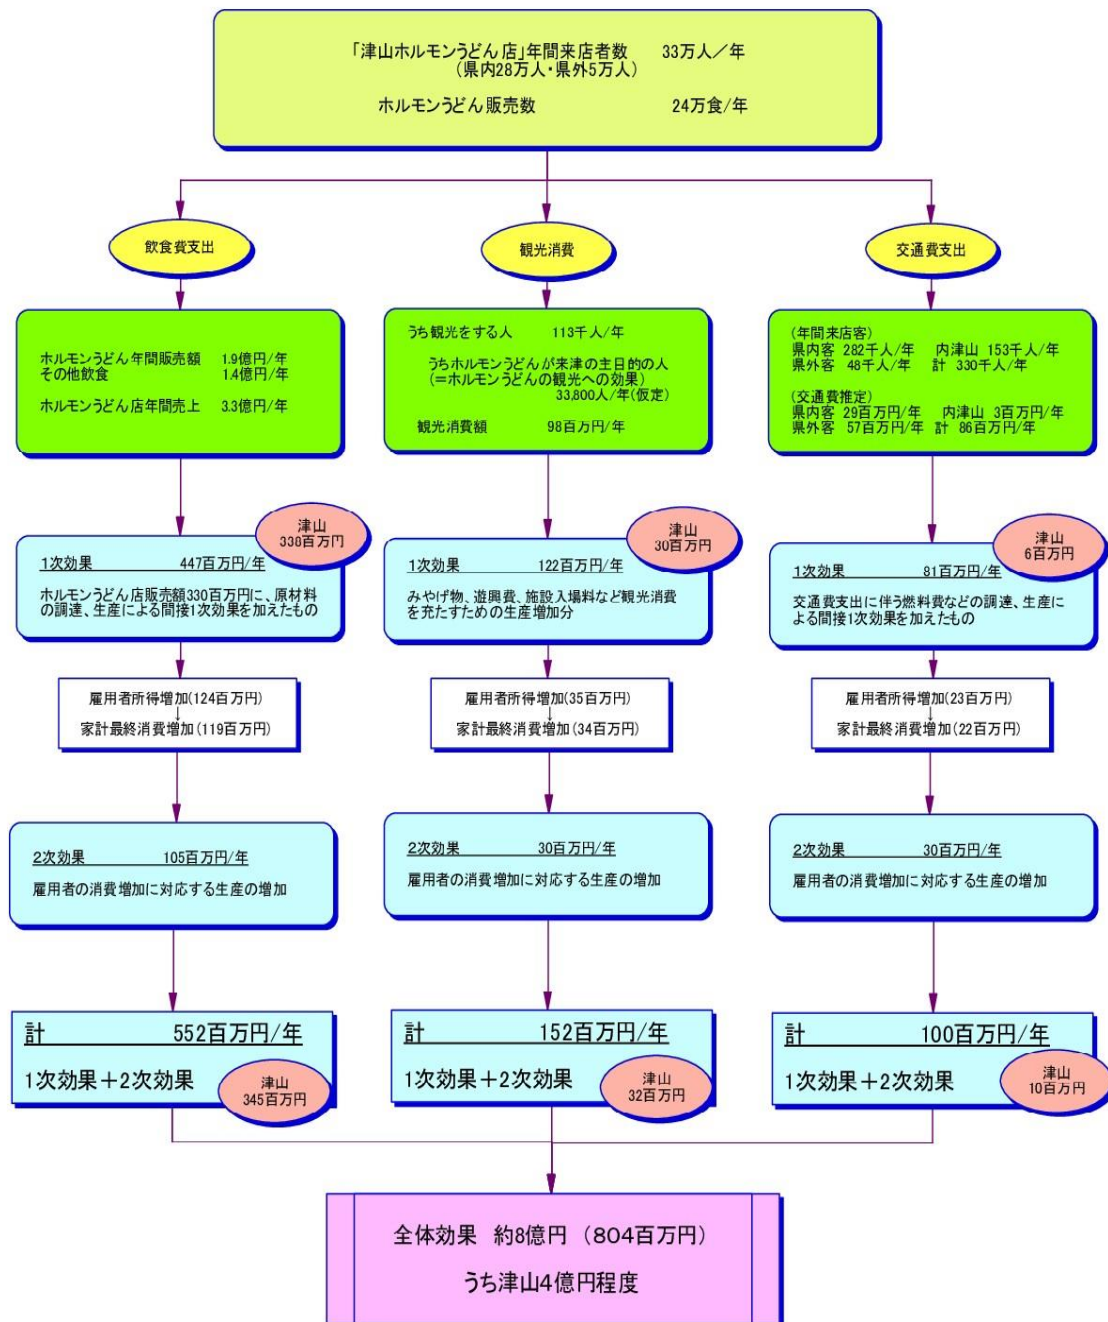 「津山ホルモンうどん店」年間来店者数 33万人／年
（県内28万人・県外5万人）
ホルモンうどん販売数 24万食/年
飲食費支出
観光消費
交通費支出
ホルモンうどん年間販売額 1.9億円/年
その他飲食 1.4億円/年
ホルモンうどん店年間売上 3.3億円/年
うち観光をする人 113千人/年
うちホルモンうどんが来津の主目的の人
（＝ホルモンうどんの観光への効果）
33,800人/年(仮定)
観光消費額 98百万円/年
(年間来店客)
県内客 282千人/年 内津山 153千人/年
県外客 48千人/年 計 330千人/年
(交通費推定)
県内客 29百万円/年 内津山 3百万円/年
県外客 57百万円/年 計 86百万円/年
津山
338百万円
1次効果 447百万円/年
ホルモンうどん店販売額330百万円に、原材料
の調達、生産による間接1次効果を加えたもの
津山
30百万円
1次効果 122百万円/年
みやげ物、遊興費、施設入場料など観光消費
を充たすための生産増加分
津山
6百万円
1次効果 81百万円/年
交通費支出に伴う燃料費などの調達、生産に
よる間接1次効果を加えたもの
雇用者所得増加(124百万円)
↓
家計最終消費増加(119百万円)
雇用者所得増加(35百万円)
↓
家計最終消費増加(34百万円)
雇用者所得増加(23百万円)
↓
家計最終消費増加(22百万円)
2次効果 105百万円/年
雇用者の消費増加に対応する生産の増加
2次効果 30百万円/年
雇用者の消費増加に対応する生産の増加
2次効果 30百万円/年
雇用者の消費増加に対応する生産の増加
計 552百万円/年
1次効果＋2次効果
津山
345百万円
計 152百万円/年
1次効果＋2次効果
津山
32百万円
計 100百万円/年
1次効果＋2次効果
津山
10百万円
全体効果 約8億円 （804百万円）
うち津山4億円程度